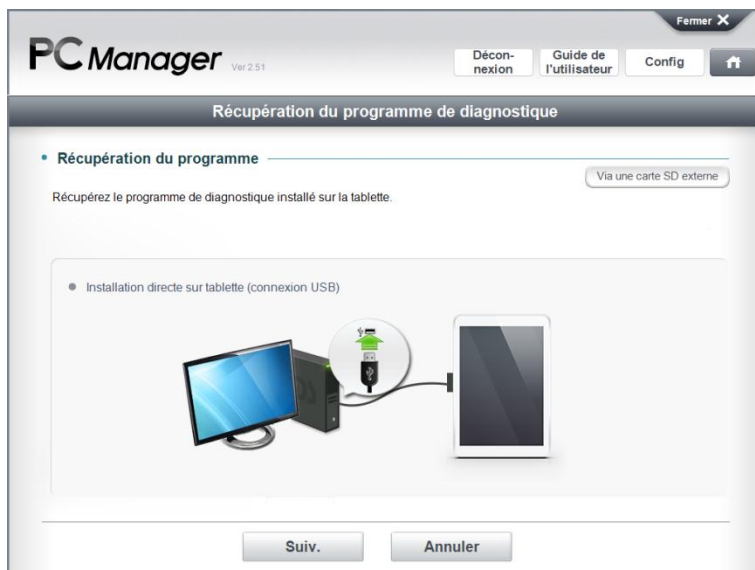 Fermer X
PC Manager Ver 2.51
Décon-
nexion
Guide de
l'utilisateur
Config
Récupération du programme de diagnostique
Récupération du programme
Via une carte SD externe
Récupérez le programme de diagnostique installé sur la tablette.
Installation directe sur tablette (connexion USB)
Suiv.
Annuler